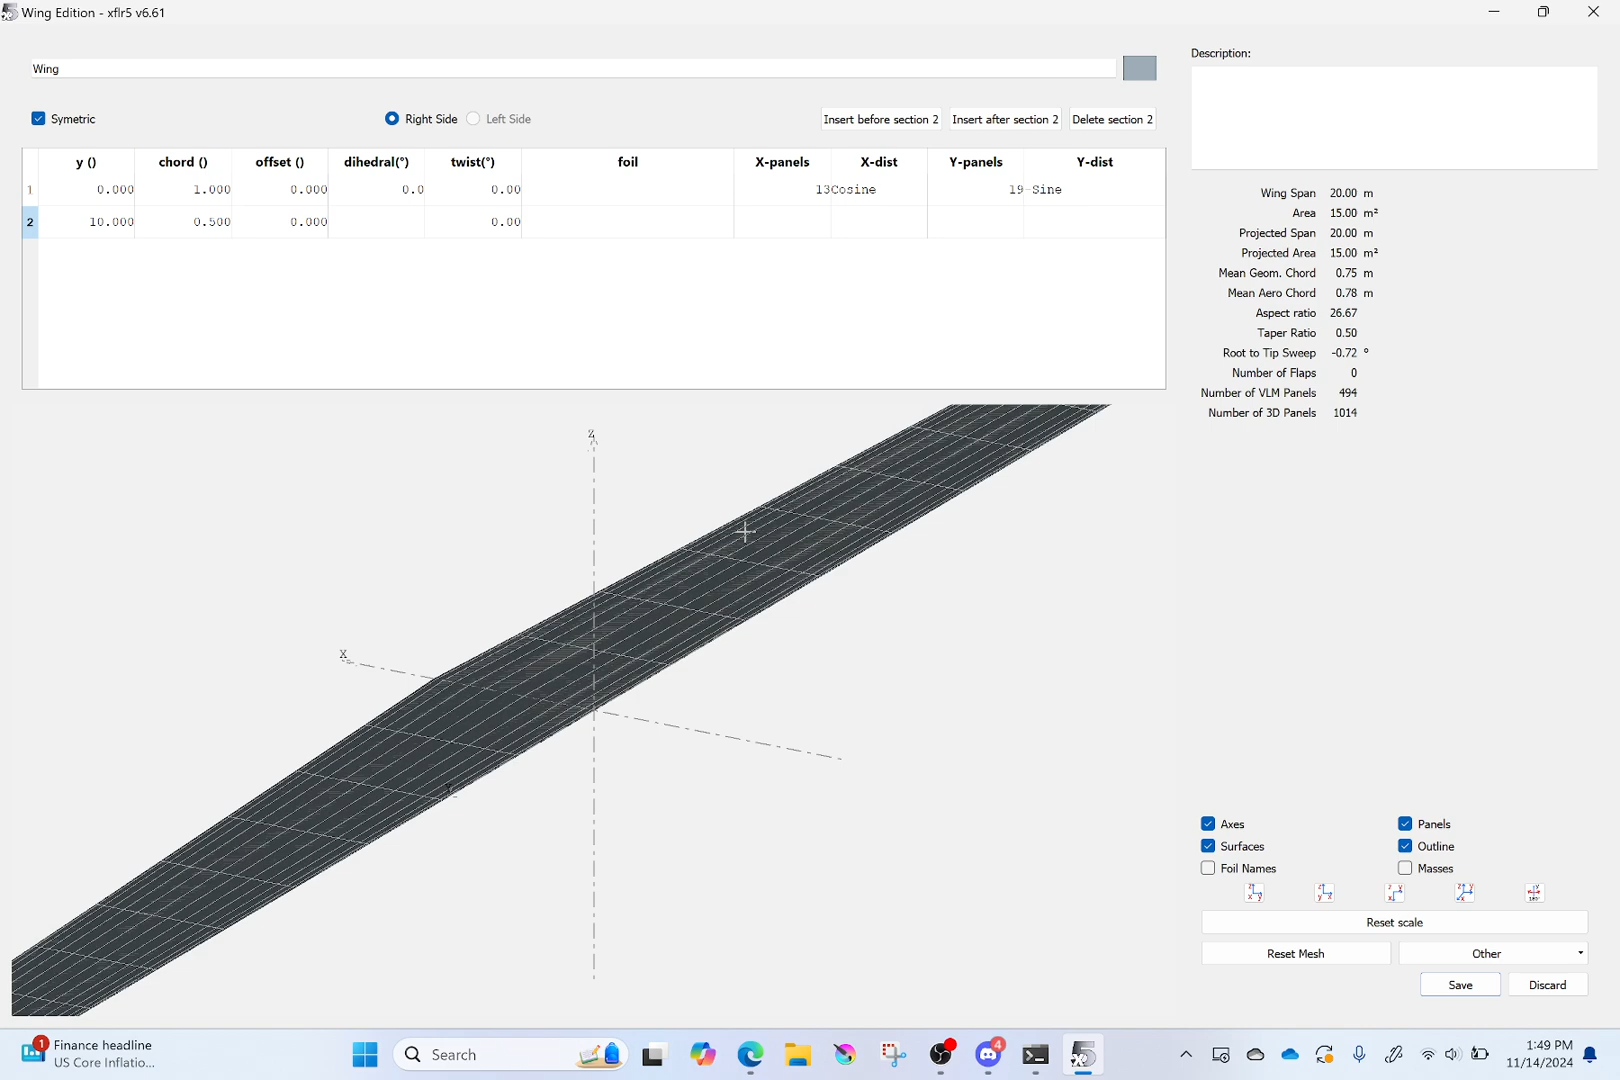 Wing Edition - xflr5 v6.61
Wing
Description:
Symetric
Right Side
Left Side
Insert before section 2
Insert after section 2
Delete section 2
y () chord () offset () dihedral(°) twist(°) foil X-panels X-dist Y-panels Y-dist
1 0.000 1.000 0.000 0.0 0.00 13 Cosine 19 -Sine
2 10.000 0.500 0.000 0.00
Wing Span 20.00 m
Area 15.00 m²
Projected Span 20.00 m
Projected Area 15.00 m²
Mean Geom. Chord 0.75 m
Mean Aero Chord 0.78 m
Aspect ratio 26.67
Taper Ratio 0.50
Root to Tip Sweep -0.72 °
Number of Flaps 0
Number of VLM Panels 494
Number of 3D Panels 1014
Z
X
Axes
Panels
Surfaces
Outline
Foil Names
Masses
Reset scale
Reset Mesh
Other
Save
Discard
1
Finance headline
US Core Inflatio...
Search
4
1:49 PM
11/14/2024